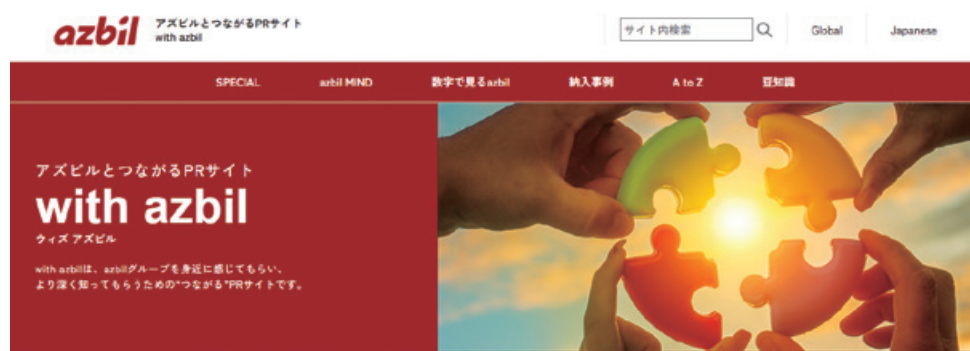 azbil
アズビルとつながるPRサイト
with azbil
サイト内検索
Global
Japanese
SPECIAL
azbil MIND
数字で見るazbil
納入事例
A to Z
豆知識
アズビルとつながるPRサイト
with azbil
ウィズ アズビル
with azbilは、azbilグループを身近に感じてもらい、
より深く知ってもらうための“つながる”PRサイトです。